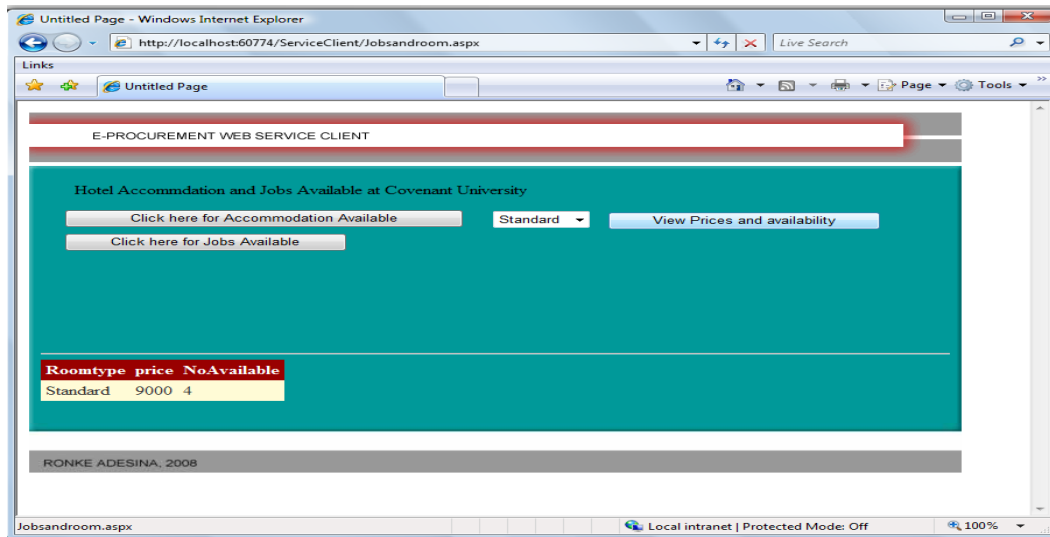 Untitled Page - Windows Internet Explorer
http://localhost:60774/ServiceClient/Jobsandroom.aspx
Live Search
Links
Untitled Page
Page
Tools
E-PROCUREMENT WEB SERVICE CLIENT
Hotel Accommdation and Jobs Available at Covenant University
Click here for Accommodation Available
Standard
View Prices and availability
Click here for Jobs Available
Roomtype price NoAvailable
Standard 9000 4
RONKE ADESINA, 2008
Jobsandroom.aspx
Local intranet | Protected Mode: Off
100%